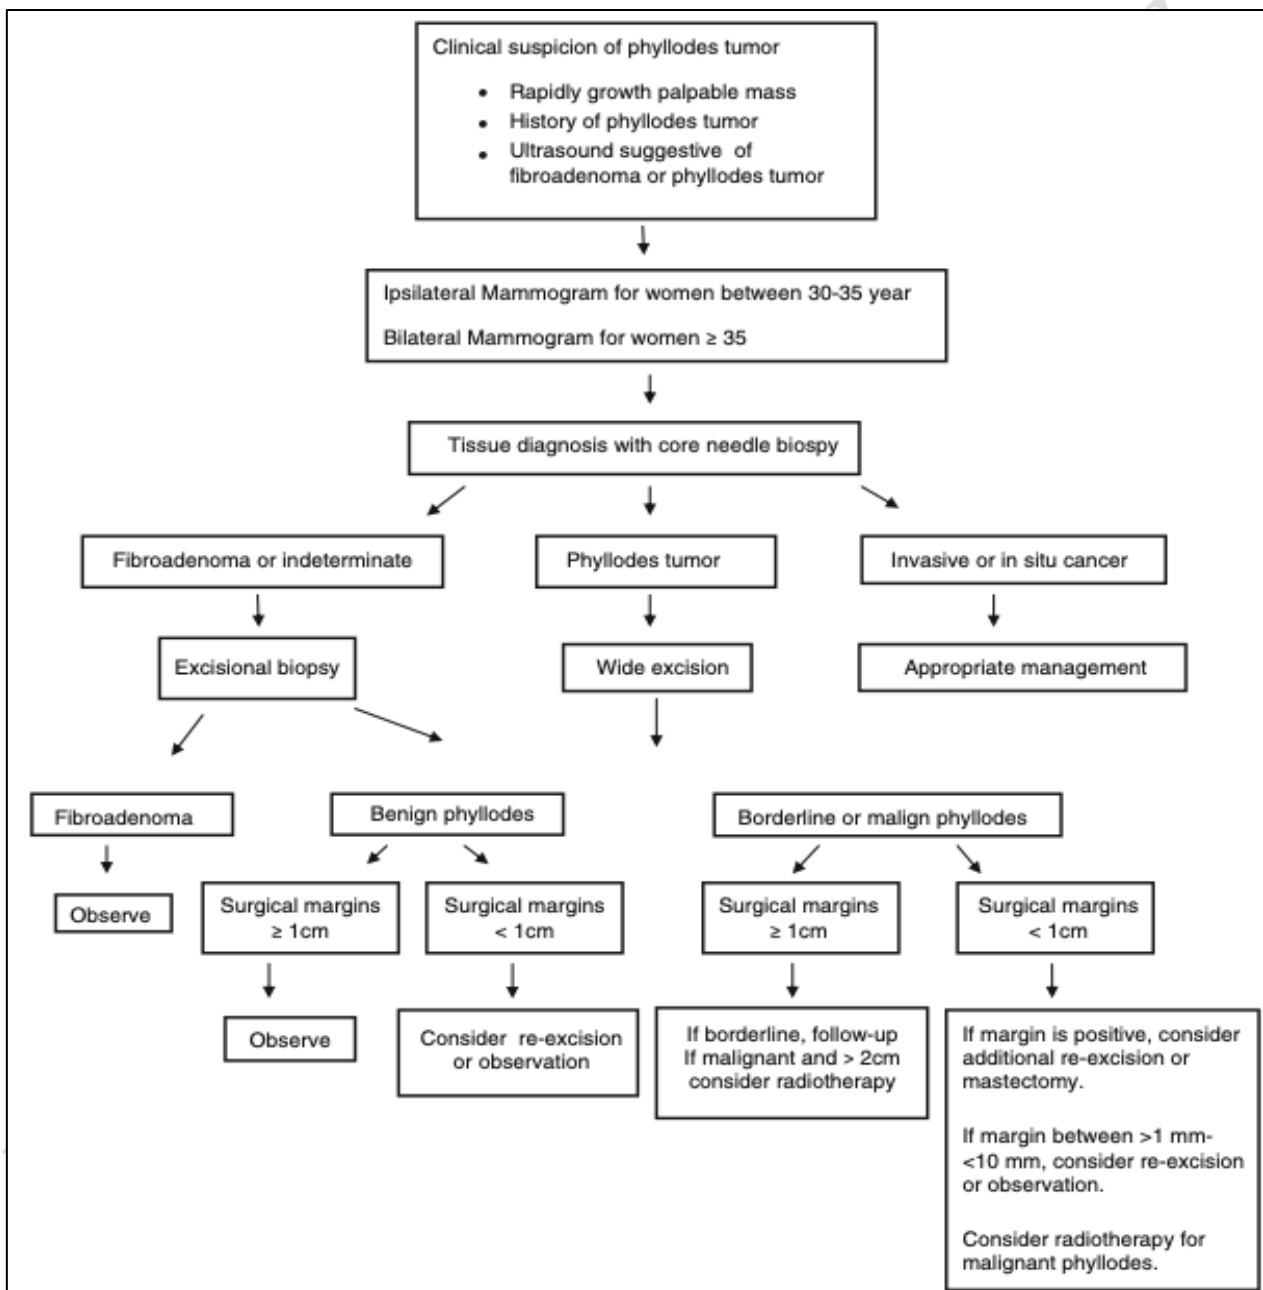 Clinical suspicion of phyllodes tumor
• Rapidly growth palpable mass
• History of phyllodes tumor
• Ultrasound suggestive of
fibroadenoma or phyllodes tumor
Ipsilateral Mammogram for women between 30-35 year
Bilateral Mammogram for women ≥ 35
Tissue diagnosis with core needle biospy
Fibroadenoma or indeterminate
Phyllodes tumor
Invasive or in situ cancer
Excisional biopsy
Wide excision
Appropriate management
Fibroadenoma
Benign phyllodes
Borderline or malign phyllodes
Observe
Surgical margins
≥ 1cm
Surgical margins
< 1cm
Surgical margins
≥ 1cm
Surgical margins
< 1cm
Observe
Consider re-excision
or observation
If borderline, follow-up
If malignant and > 2cm
consider radiotherapy
If margin is positive, consider
additional re-excision or
mastectomy.
If margin between >1 mm-
<10 mm, consider re-excision
or observation.
Consider radiotherapy for
malignant phyllodes.